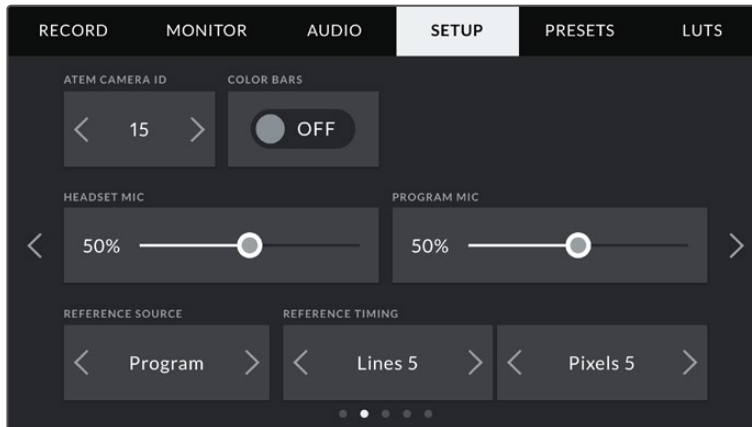 RECORD MONITOR AUDIO SETUP PRESETS LUTS
ATEM CAMERA ID COLOR BARS
15 OFF
HEADSET MIC PROGRAM MIC
50% 50%
REFERENCE SOURCE REFERENCE TIMING
Program Lines 5 Pixels 5